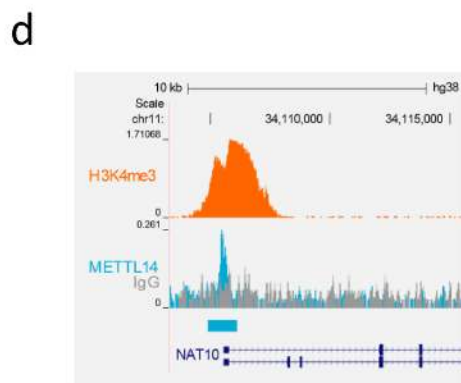 d
10 kb hg38
Scale
chr11: 34,110,000 34,115,000
1.71068
H3K4me3
0
0.261
METTL14
IgG
0
NAT10